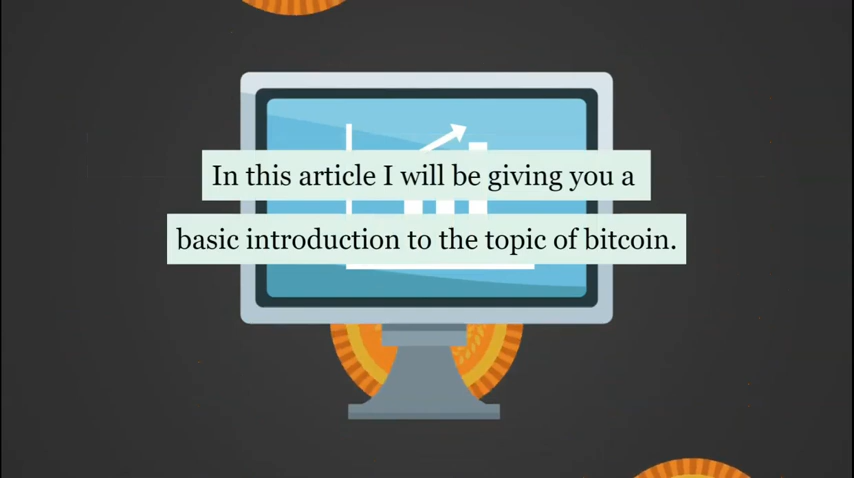 In this article I will be giving you a
basic introduction to the topic of bitcoin.